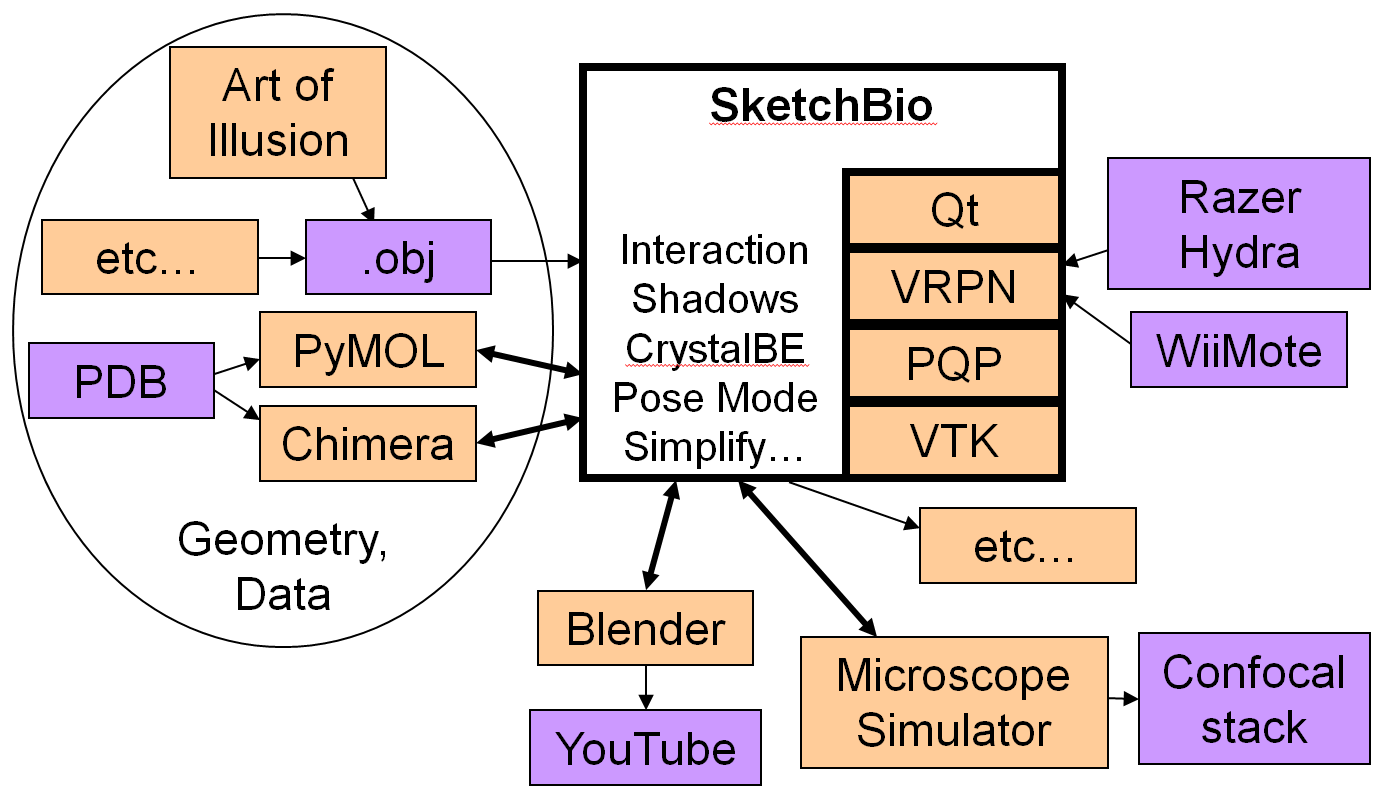 Art of
Illusion
etc…
.obj
PDB
PyMOL
Chimera
Geometry,
Data
SketchBio
Interaction
Shadows
CrystalBE
Pose Mode
Simplify…
Qt
VRPN
PQP
VTK
Razer
Hydra
WiiMote
etc…
Blender
YouTube
Microscope
Simulator
Confocal
stack